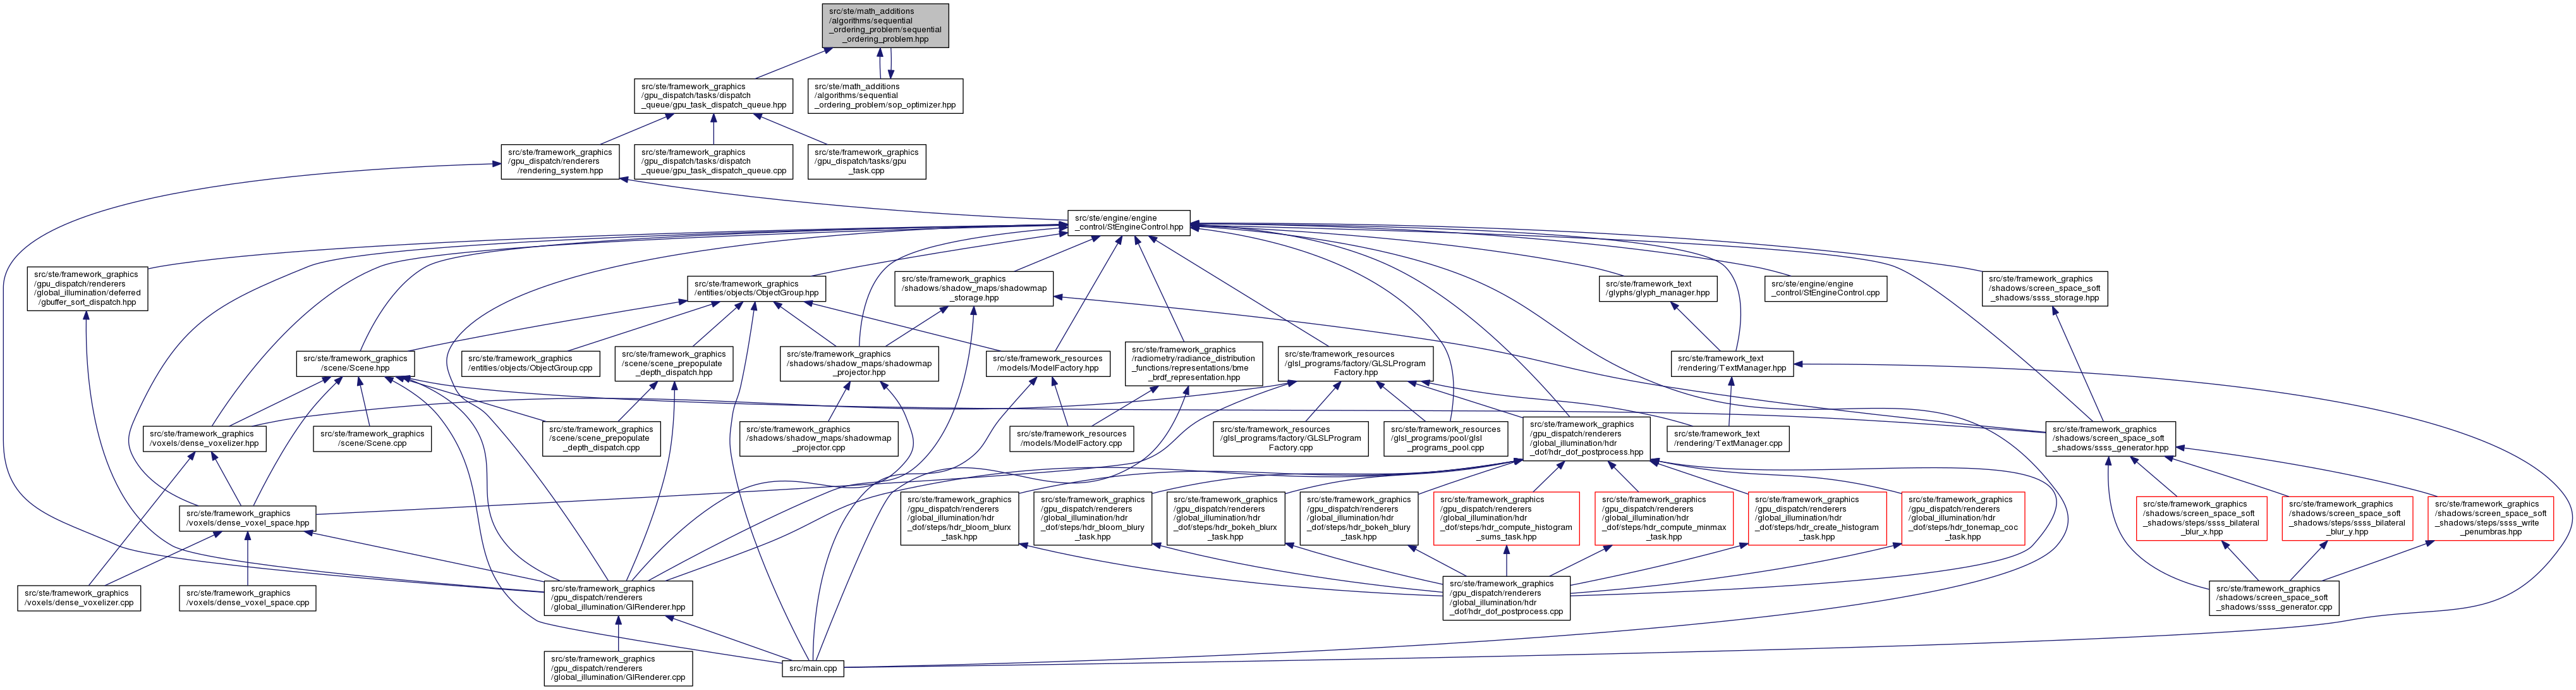 src/ste/math_additions
/algorithms/sequential
_ordering_problem/sequential
_ordering_problem.hpp
src/ste/framework_graphics
/gpu_dispatch/tasks/dispatch
_queue/gpu_task_dispatch_queue.hpp
src/ste/math_additions
/algorithms/sequential
_ordering_problem/sop_optimizer.hpp
src/ste/framework_graphics
/gpu_dispatch/renderers
/rendering_system.hpp
src/ste/framework_graphics
/gpu_dispatch/tasks/dispatch
_queue/gpu_task_dispatch_queue.cpp
src/ste/framework_graphics
/gpu_dispatch/tasks/gpu
_task.cpp
src/ste/engine/engine
_control/StEngineControl.hpp
src/ste/framework_graphics
/gpu_dispatch/renderers
/global_illumination/deferred
/gbuffer_sort_dispatch.hpp
src/ste/framework_graphics
/entities/objects/ObjectGroup.hpp
src/ste/framework_graphics
/shadows/shadow_maps/shadowmap
_storage.hpp
src/ste/framework_text
/glyphs/glyph_manager.hpp
src/ste/engine/engine
_control/StEngineControl.cpp
src/ste/framework_graphics
/shadows/screen_space_soft
_shadows/ssss_storage.hpp
src/ste/framework_graphics
/scene/Scene.hpp
src/ste/framework_graphics
/entities/objects/ObjectGroup.cpp
src/ste/framework_graphics
/scene/scene_prepopulate
_depth_dispatch.hpp
src/ste/framework_graphics
/shadows/shadow_maps/shadowmap
_projector.hpp
src/ste/framework_resources
/models/ModelFactory.hpp
src/ste/framework_graphics
/radiometry/radiance_distribution
_functions/representations/bme
_brdf_representation.hpp
src/ste/framework_resources
/glsl_programs/factory/GLSLProgram
Factory.hpp
src/ste/framework_text
/rendering/TextManager.hpp
src/ste/framework_graphics
/voxels/dense_voxelizer.hpp
src/ste/framework_graphics
/scene/Scene.cpp
src/ste/framework_graphics
/scene/scene_prepopulate
_depth_dispatch.cpp
src/ste/framework_graphics
/shadows/shadow_maps/shadowmap
_projector.cpp
src/ste/framework_resources
/models/ModelFactory.cpp
src/ste/framework_resources
/glsl_programs/factory/GLSLProgram
Factory.cpp
src/ste/framework_resources
/glsl_programs/pool/glsl
_programs_pool.cpp
src/ste/framework_graphics
/gpu_dispatch/renderers
/global_illumination/hdr
_dof/hdr_dof_postprocess.hpp
src/ste/framework_text
/rendering/TextManager.cpp
src/ste/framework_graphics
/shadows/screen_space_soft
_shadows/ssss_generator.hpp
src/ste/framework_graphics
/voxels/dense_voxel_space.hpp
src/ste/framework_graphics
/gpu_dispatch/renderers
/global_illumination/hdr
_dof/steps/hdr_bloom_blurx
_task.hpp
src/ste/framework_graphics
/gpu_dispatch/renderers
/global_illumination/hdr
_dof/steps/hdr_bloom_blury
_task.hpp
src/ste/framework_graphics
/gpu_dispatch/renderers
/global_illumination/hdr
_dof/steps/hdr_bokeh_blurx
_task.hpp
src/ste/framework_graphics
/gpu_dispatch/renderers
/global_illumination/hdr
_dof/steps/hdr_bokeh_blury
_task.hpp
src/ste/framework_graphics
/gpu_dispatch/renderers
/global_illumination/hdr
_dof/steps/hdr_compute_histogram
_sums_task.hpp
src/ste/framework_graphics
/gpu_dispatch/renderers
/global_illumination/hdr
_dof/steps/hdr_compute_minmax
_task.hpp
src/ste/framework_graphics
/gpu_dispatch/renderers
/global_illumination/hdr
_dof/steps/hdr_create_histogram
_task.hpp
src/ste/framework_graphics
/gpu_dispatch/renderers
/global_illumination/hdr
_dof/steps/hdr_tonemap_coc
_task.hpp
src/ste/framework_graphics
/shadows/screen_space_soft
_shadows/steps/ssss_bilateral
_blur_x.hpp
src/ste/framework_graphics
/shadows/screen_space_soft
_shadows/steps/ssss_bilateral
_blur_y.hpp
src/ste/framework_graphics
/shadows/screen_space_soft
_shadows/steps/ssss_write
_penumbras.hpp
src/ste/framework_graphics
/voxels/dense_voxelizer.cpp
src/ste/framework_graphics
/voxels/dense_voxel_space.cpp
src/ste/framework_graphics
/gpu_dispatch/renderers
/global_illumination/GIRenderer.hpp
src/ste/framework_graphics
/gpu_dispatch/renderers
/global_illumination/hdr
_dof/hdr_dof_postprocess.cpp
src/ste/framework_graphics
/shadows/screen_space_soft
_shadows/ssss_generator.cpp
src/ste/framework_graphics
/gpu_dispatch/renderers
/global_illumination/GIRenderer.cpp
src/main.cpp